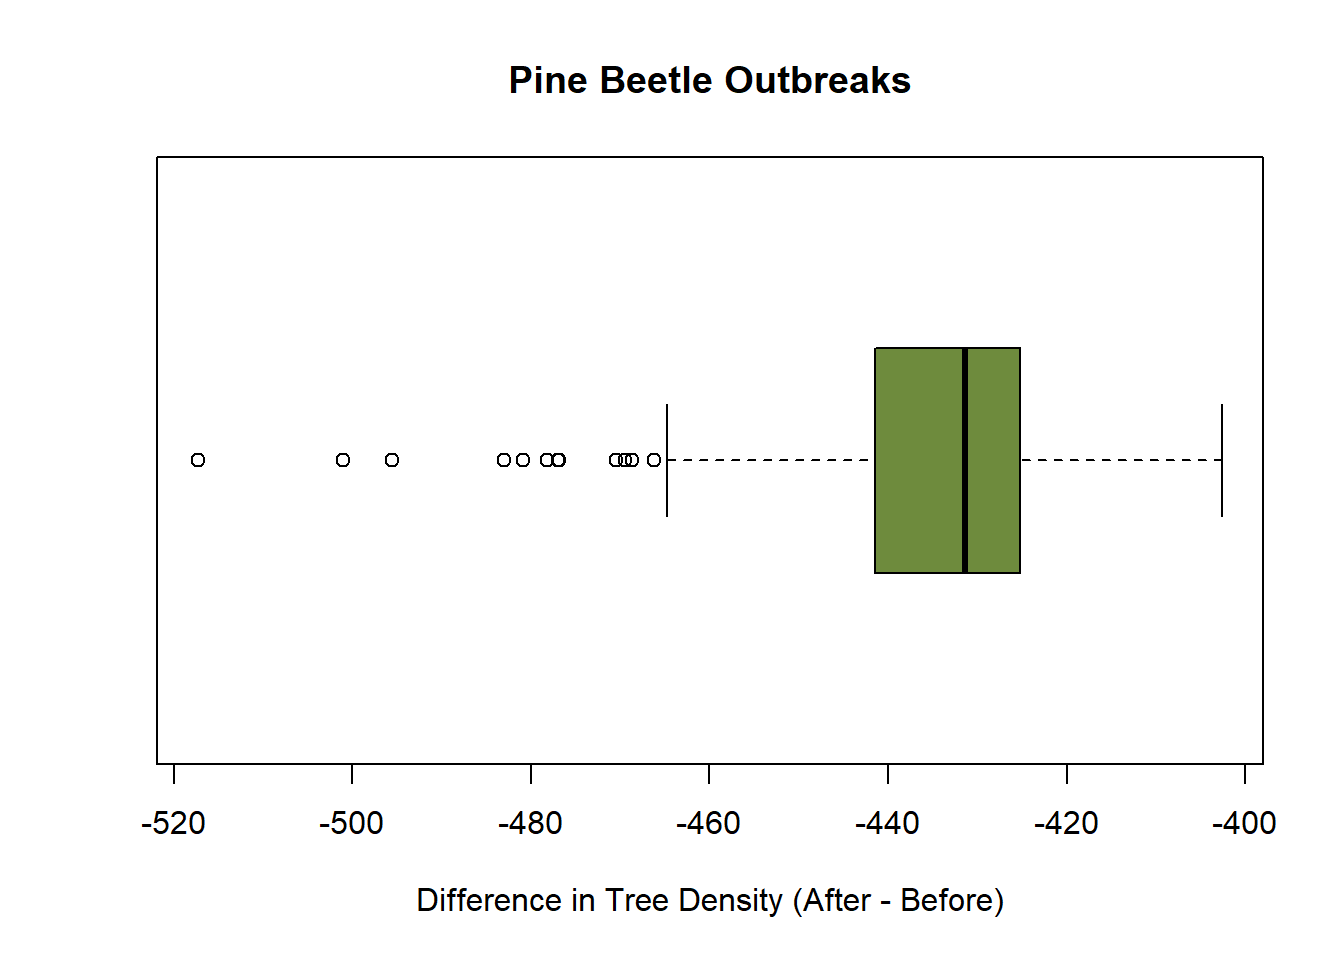 Pine Beetle Outbreaks
-520 -500 -480 -460 -440 -420 -400
Difference in Tree Density (After - Before)